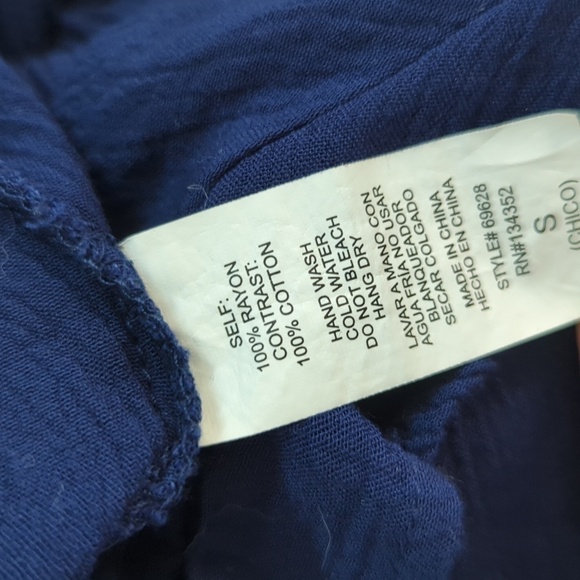 SELF:
100% RAYON
CONTRAST:
100% COTTON
HAND WASH
COLD WATER
DO NOT BLEACH
HANG DRY
LAVAR A MANO CON
AGUA FRIA NO USAR
BLANQUEADOR
SECAR COLGADO
MADE IN CHINA
HECHO EN CHINA
STYLE# 69628
RN#134352
S
(CHICO)